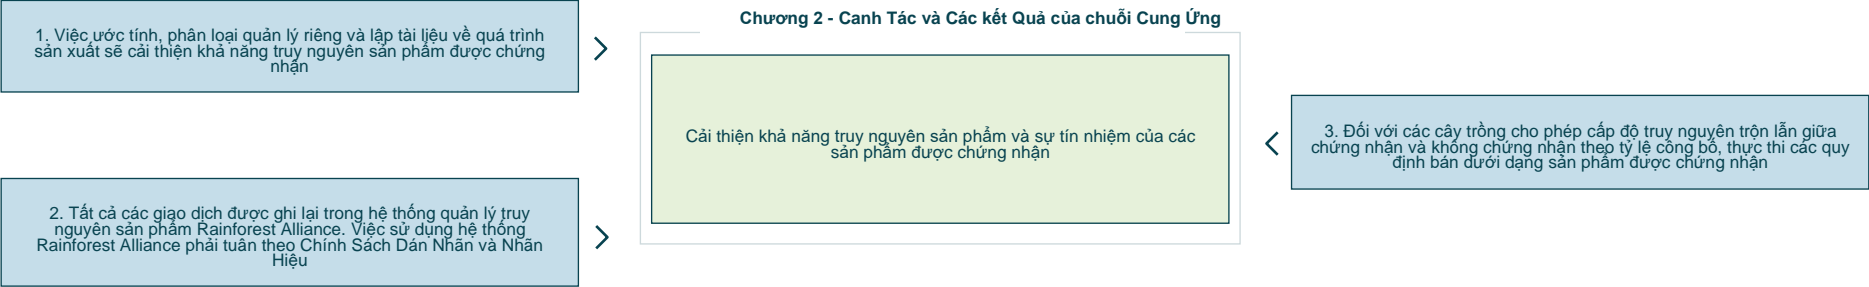 Chương 2 - Canh Tác và Các kết Quả của chuỗi Cung Ứng
1. Việc ước tính, phân loại quản lý riêng và lập tài liệu về quá trình
sản xuất sẽ cải thiện khả năng truy nguyên sản phẩm được chứng
nhận
2. Tất cả các giao dịch được ghi lại trong hệ thống quản lý truy
nguyên sản phẩm Rainforest Alliance. Việc sử dụng hệ thống
Rainforest Alliance phải tuân theo Chính Sách Dán Nhãn và Nhãn
Hiệu
Cải thiện khả năng truy nguyên sản phẩm và sự tín nhiệm của các
sản phẩm được chứng nhận
3. Đối với các cây trồng cho phép cấp độ truy nguyên trộn lẫn giữa
chứng nhận và không chứng nhận theo tỷ lệ công bố, thực thi các quy
định bán dưới dạng sản phẩm được chứng nhận